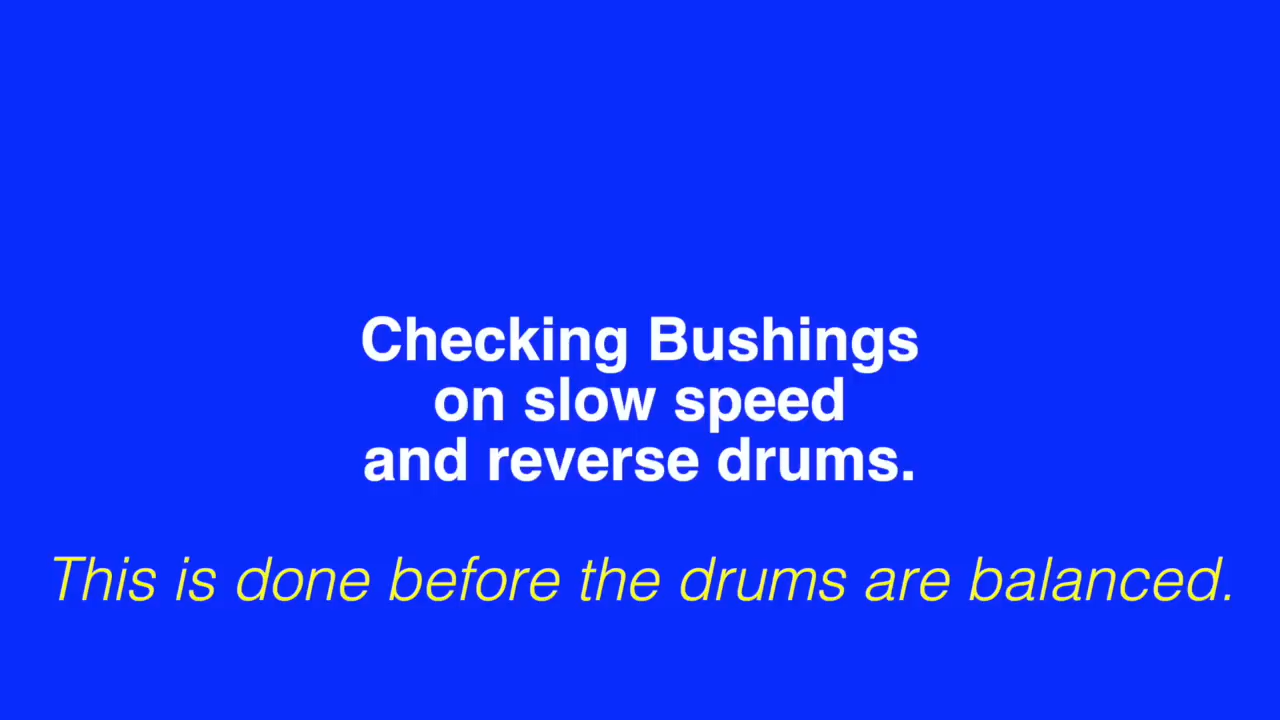 Checking Bushings
on slow speed
and reverse drums.
This is done before the drums are balanced.